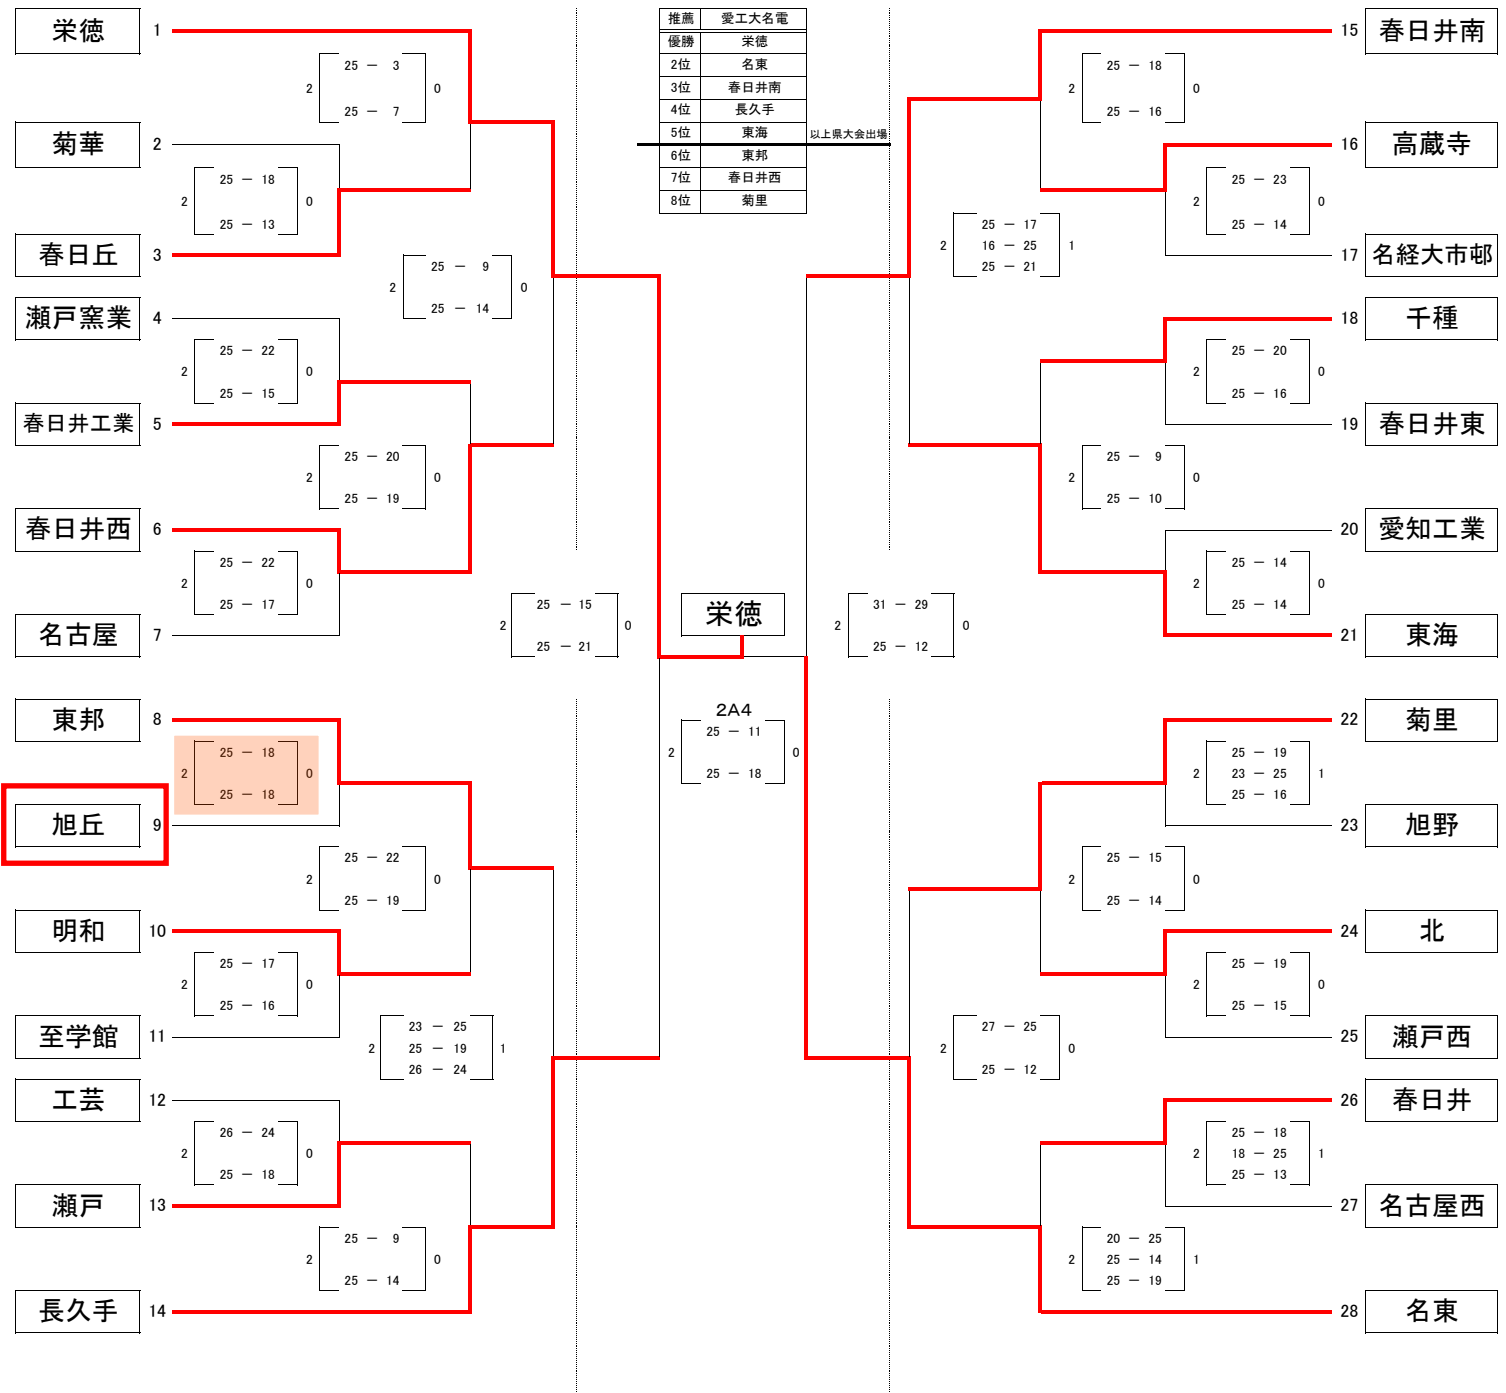 推薦 愛工大名電
優勝 栄徳
2位 名東
3位 春日井南
4位 長久手
5位 東海
以上県大会出場
6位 東邦
7位 春日井西
8位 菊里
栄徳 1
2 25 － 3 0
25 － 7
菊華 2
2 25 － 18 0
25 － 13
春日丘 3
2 25 － 9 0
25 － 14
瀬戸窯業 4
2 25 － 22 0
25 － 15
春日井工業 5
2 25 － 20 0
25 － 19
春日井西 6
2 25 － 22 0
25 － 17
名古屋 7
2 25 － 15 0
25 － 21
東邦 8
2 25 － 18 0
25 － 18
旭丘 9
2 25 － 22 0
25 － 19
明和 10
2 25 － 17 0
25 － 16
至学館 11
23 － 25
2 25 － 19 1
26 － 24
工芸 12
2 26 － 24 0
25 － 18
瀬戸 13
2 25 － 9 0
25 － 14
長久手 14
栄徳
2A4
2 25 － 11 0
25 － 18
15 春日井南
2 25 － 18 0
25 － 16
16 高蔵寺
2 25 － 23 0
25 － 14
17 名経大市邨
25 － 17
2 16 － 25 1
25 － 21
18 千種
2 25 － 20 0
25 － 16
19 春日井東
2 25 － 9 0
25 － 10
20 愛知工業
2 25 － 14 0
25 － 14
21 東海
2 31 － 29 0
25 － 12
22 菊里
25 － 19
2 23 － 25 1
25 － 16
23 旭野
2 25 － 15 0
25 － 14
24 北
2 25 － 19 0
25 － 15
25 瀬戸西
2 27 － 25 0
25 － 12
26 春日井
25 － 18
2 18 － 25 1
25 － 13
27 名古屋西
20 － 25
2 25 － 14 1
25 － 19
28 名東